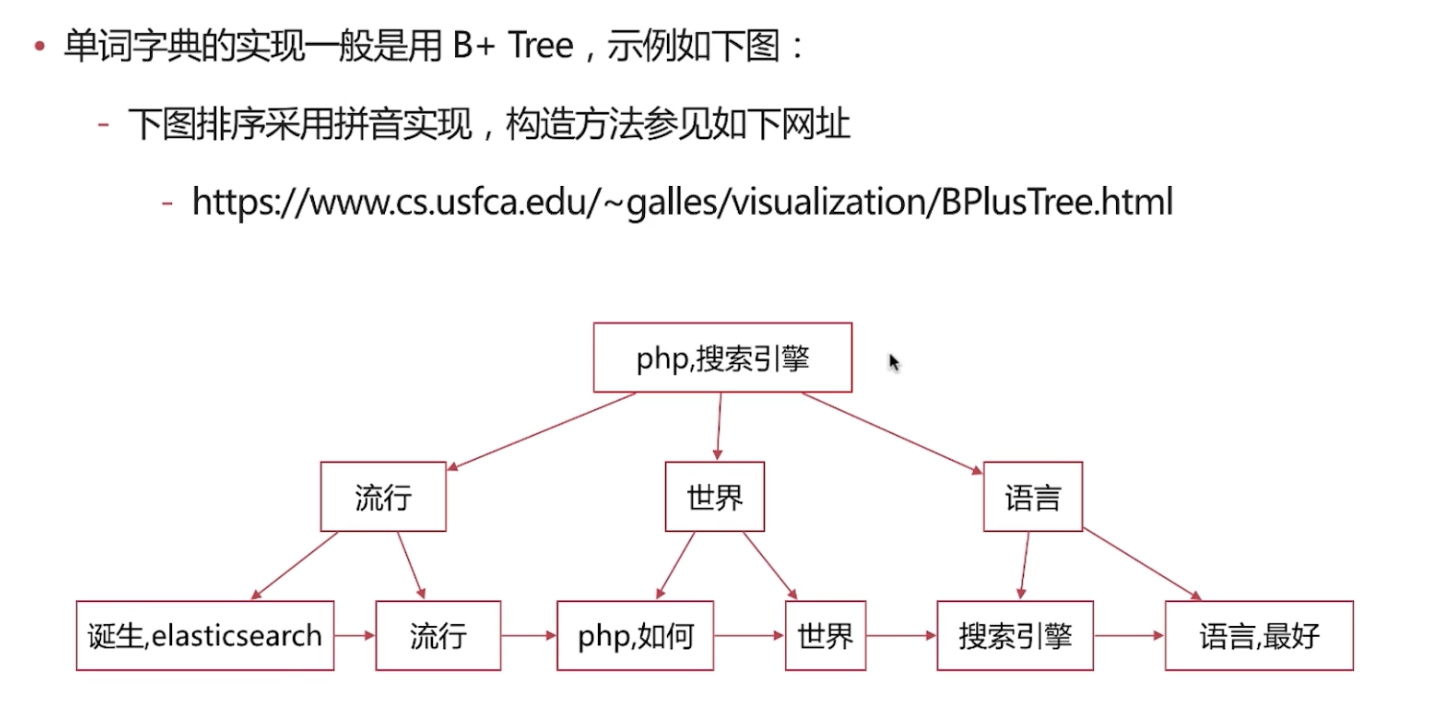 • 单词字典的实现一般是用 B+ Tree，示例如下图：
- 下图排序采用拼音实现，构造方法参见如下网址
- https://www.cs.usfca.edu/~galles/visualization/BPlusTree.html
php,搜索引擎
流行
世界
语言
诞生,elasticsearch
流行
php,如何
世界
搜索引擎
语言,最好